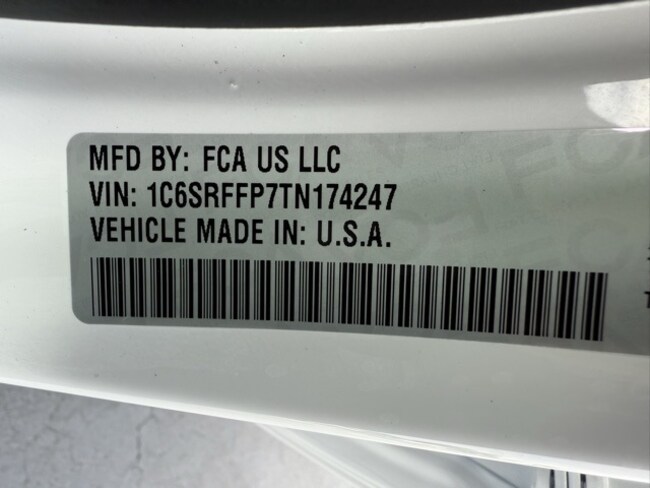 MFD BY: FCA US LLC
VIN: 1C6SRFFP7TN174247
VEHICLE MADE IN: U.S.A.